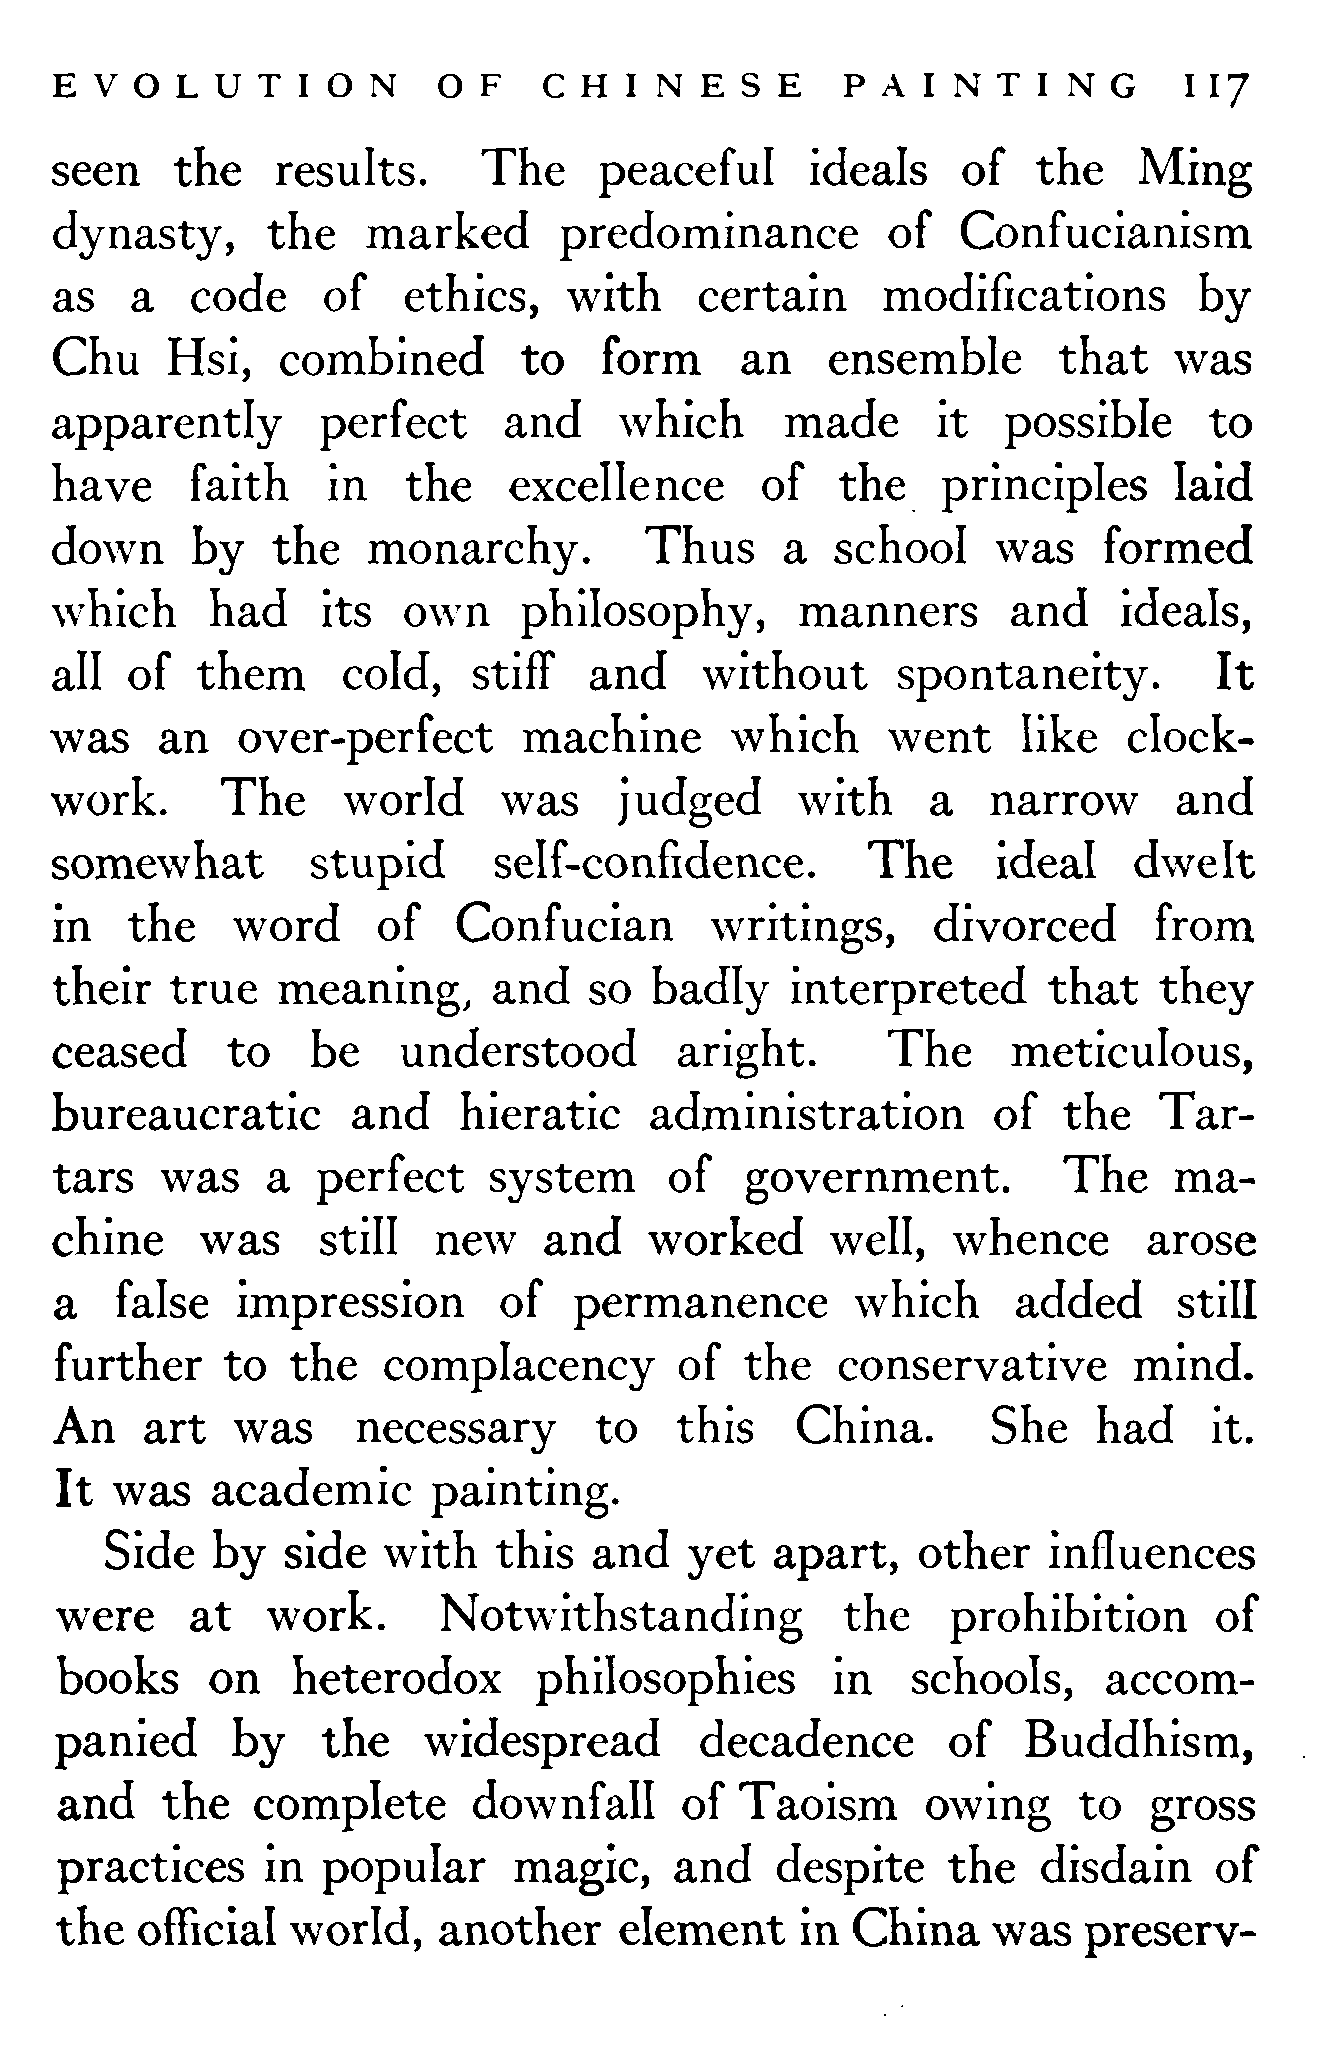 EVOLUTION OF CHINESE PAINTING 117
seen the results. The peaceful ideals of the Ming
dynasty, the marked predominance of Confucianism
as a code of ethics, with certain modifications by
Chu Hsi, combined to form an ensemble that was
apparently perfect and which made it possible to
have faith in the excellence of the principles laid
down by the monarchy. Thus a school was formed
which had its own philosophy, manners and ideals,
all of them cold, stiff and without spontaneity. It
was an over-perfect machine which went like clock-
work. The world was judged with a narrow and
somewhat stupid self-confidence. The ideal dwelt
in the word of Confucian writings, divorced from
their true meaning, and so badly interpreted that they
ceased to be understood aright. The meticulous,
bureaucratic and hieratic administration of the Tar-
tars was a perfect system of government. The ma-
chine was still new and worked well, whence arose
a false impression of permanence which added still
further to the complacency of the conservative mind.
An art was necessary to this China. She had it.
It was academic painting.
Side by side with this and yet apart, other influences
were at work. Notwithstanding the prohibition of
books on heterodox philosophies in schools, accom-
panied by the widespread decadence of Buddhism,
and the complete downfall of Taoism owing to gross
practices in popular magic, and despite the disdain of
the official world, another element in China was preserv-